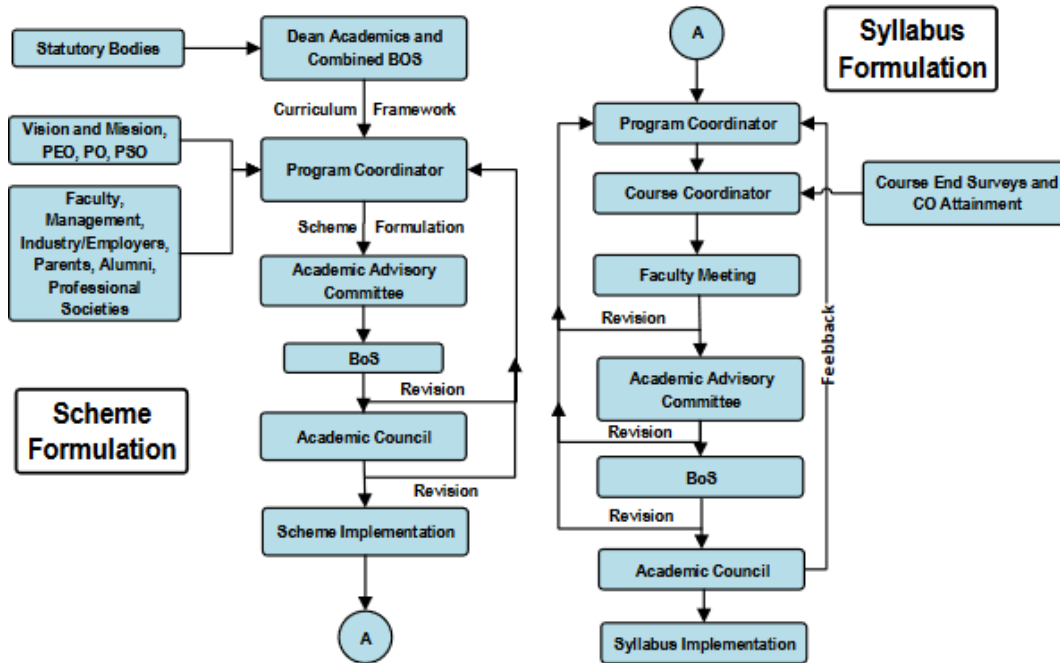 Statutory Bodies
Dean Academics and
Combined BOS
Curriculum Framework
Vision and Mission,
PEO, PO, PSO
Program Coordinator
Faculty,
Management,
Industry/Employers,
Parents, Alumni,
Professional
Societies
Scheme Formulation
Academic Advisory
Committee
BoS
Revision
Scheme
Formulation
Academic Council
Revision
Scheme Implementation
A
A
Syllabus
Formulation
Program Coordinator
Course Coordinator
Course End Surveys and
CO Attainment
Faculty Meeting
Revision
Feebback
Academic Advisory
Committee
Revision
BoS
Revision
Academic Council
Syllabus Implementation